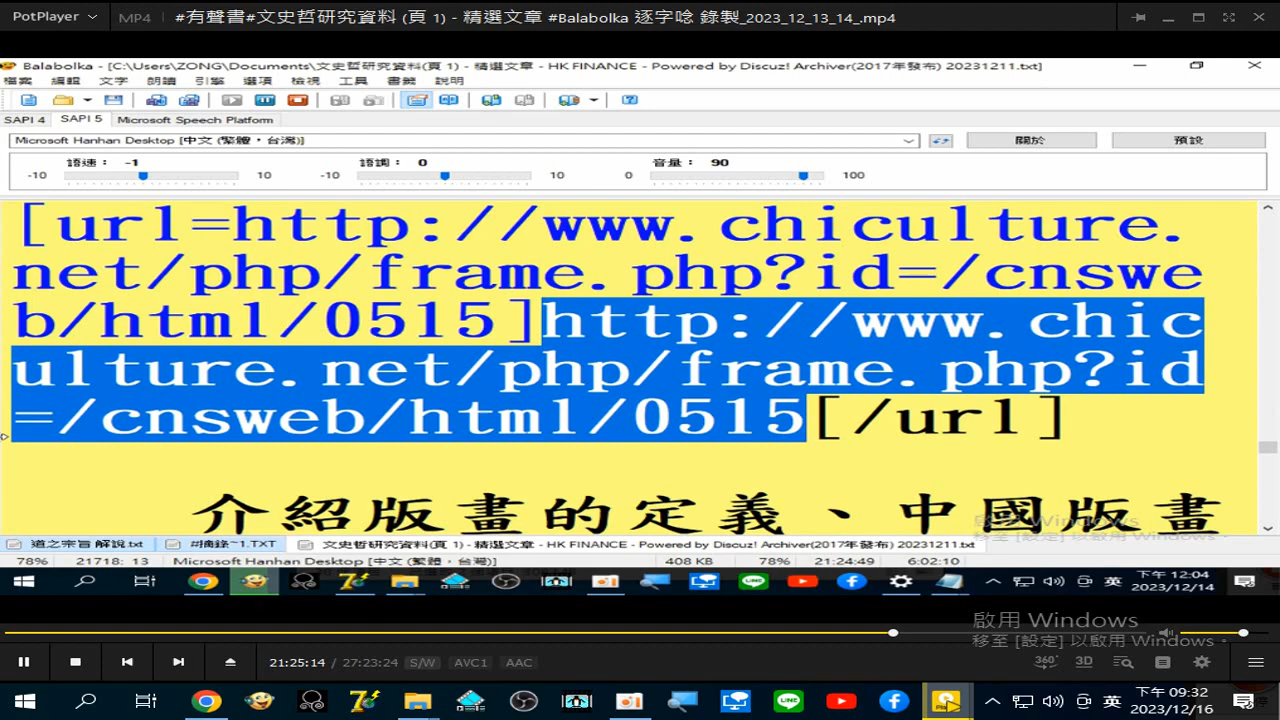 PotPlayer MP4 #有聲書#文史哲研究資料 (頁 1) - 精選文章 #Balabolka 逐字唸 錄製_2023_12_13_14_.mp4
Balabolka - [C:\Users\ZONG\Documents\文史哲研究資料(頁 1) - 精選文章 - HK FINANCE - Powered by Discuz! Archiver(2017年發布) 20231211.txt]
檔案 編輯 文字 朗讀 引擎 選項 檢視 工具 書籤 說明
SAPI 4 SAPI 5 Microsoft Speech Platform
Microsoft Hanhan Desktop [中文 (繁體，台灣)] 關於 預設
語速： -1 語調： 0 音量： 90
-10 10 -10 10 0 100
[url=http://www.chiculture.
net/php/frame.php?id=/cnswe
b/html/0515]http://www.chic
ulture.net/php/frame.php?id
=/cnsweb/html/0515[/url]
介紹版畫的定義、中國版畫
啟用 Windows
移至 [設定] 以啟用 Windows。
道之宗旨 解說.txt #摘錄~1.TXT 文史哲研究資料(頁 1) - 精選文章 - HK FINANCE - Powered by Discuz! Archiver(2017年發布) 20231211.txt
78% 21718: 13 Microsoft Hanhan Desktop [中文 (繁體，台灣)] 408 KB 78% 21:24:49 6:02:10
英 下午 12:04
2023/12/14
啟用 Windows
移至 [設定] 以啟用 Windows。
21:25:14 / 27:23:24 S/W AVC1 AAC 360° 3D
英 下午 09:32
2023/12/16